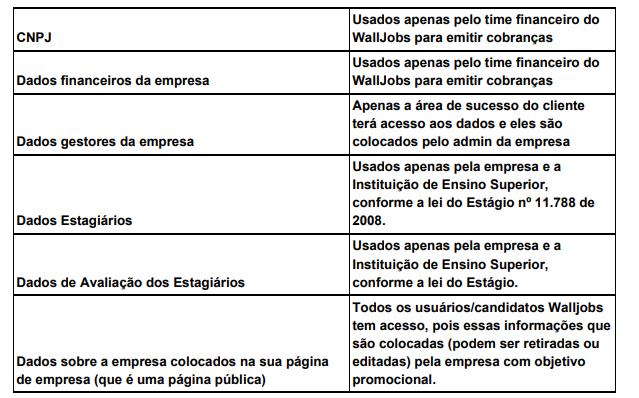 CNPJ
Usados apenas pelo time financeiro do
WallJobs para emitir cobranças
Dados financeiros da empresa
Usados apenas pelo time financeiro do
WallJobs para emitir cobranças
Dados gestores da empresa
Apenas a área de sucesso do cliente
terá acesso aos dados e eles são
colocados pelo admin da empresa
Dados Estagiários
Usados apenas pela empresa e a
Instituição de Ensino Superior,
conforme a lei do Estágio nº 11.788 de
2008.
Dados de Avaliação dos Estagiários
Usados apenas pela empresa e a
Instituição de Ensino Superior,
conforme a lei do Estágio.
Dados sobre a empresa colocados na sua página
de empresa (que é uma página pública)
Todos os usuários/candidatos Walljobs
tem acesso, pois essas informações que
são colocadas (podem ser retiradas ou
editadas) pela empresa com objetivo
promocional.